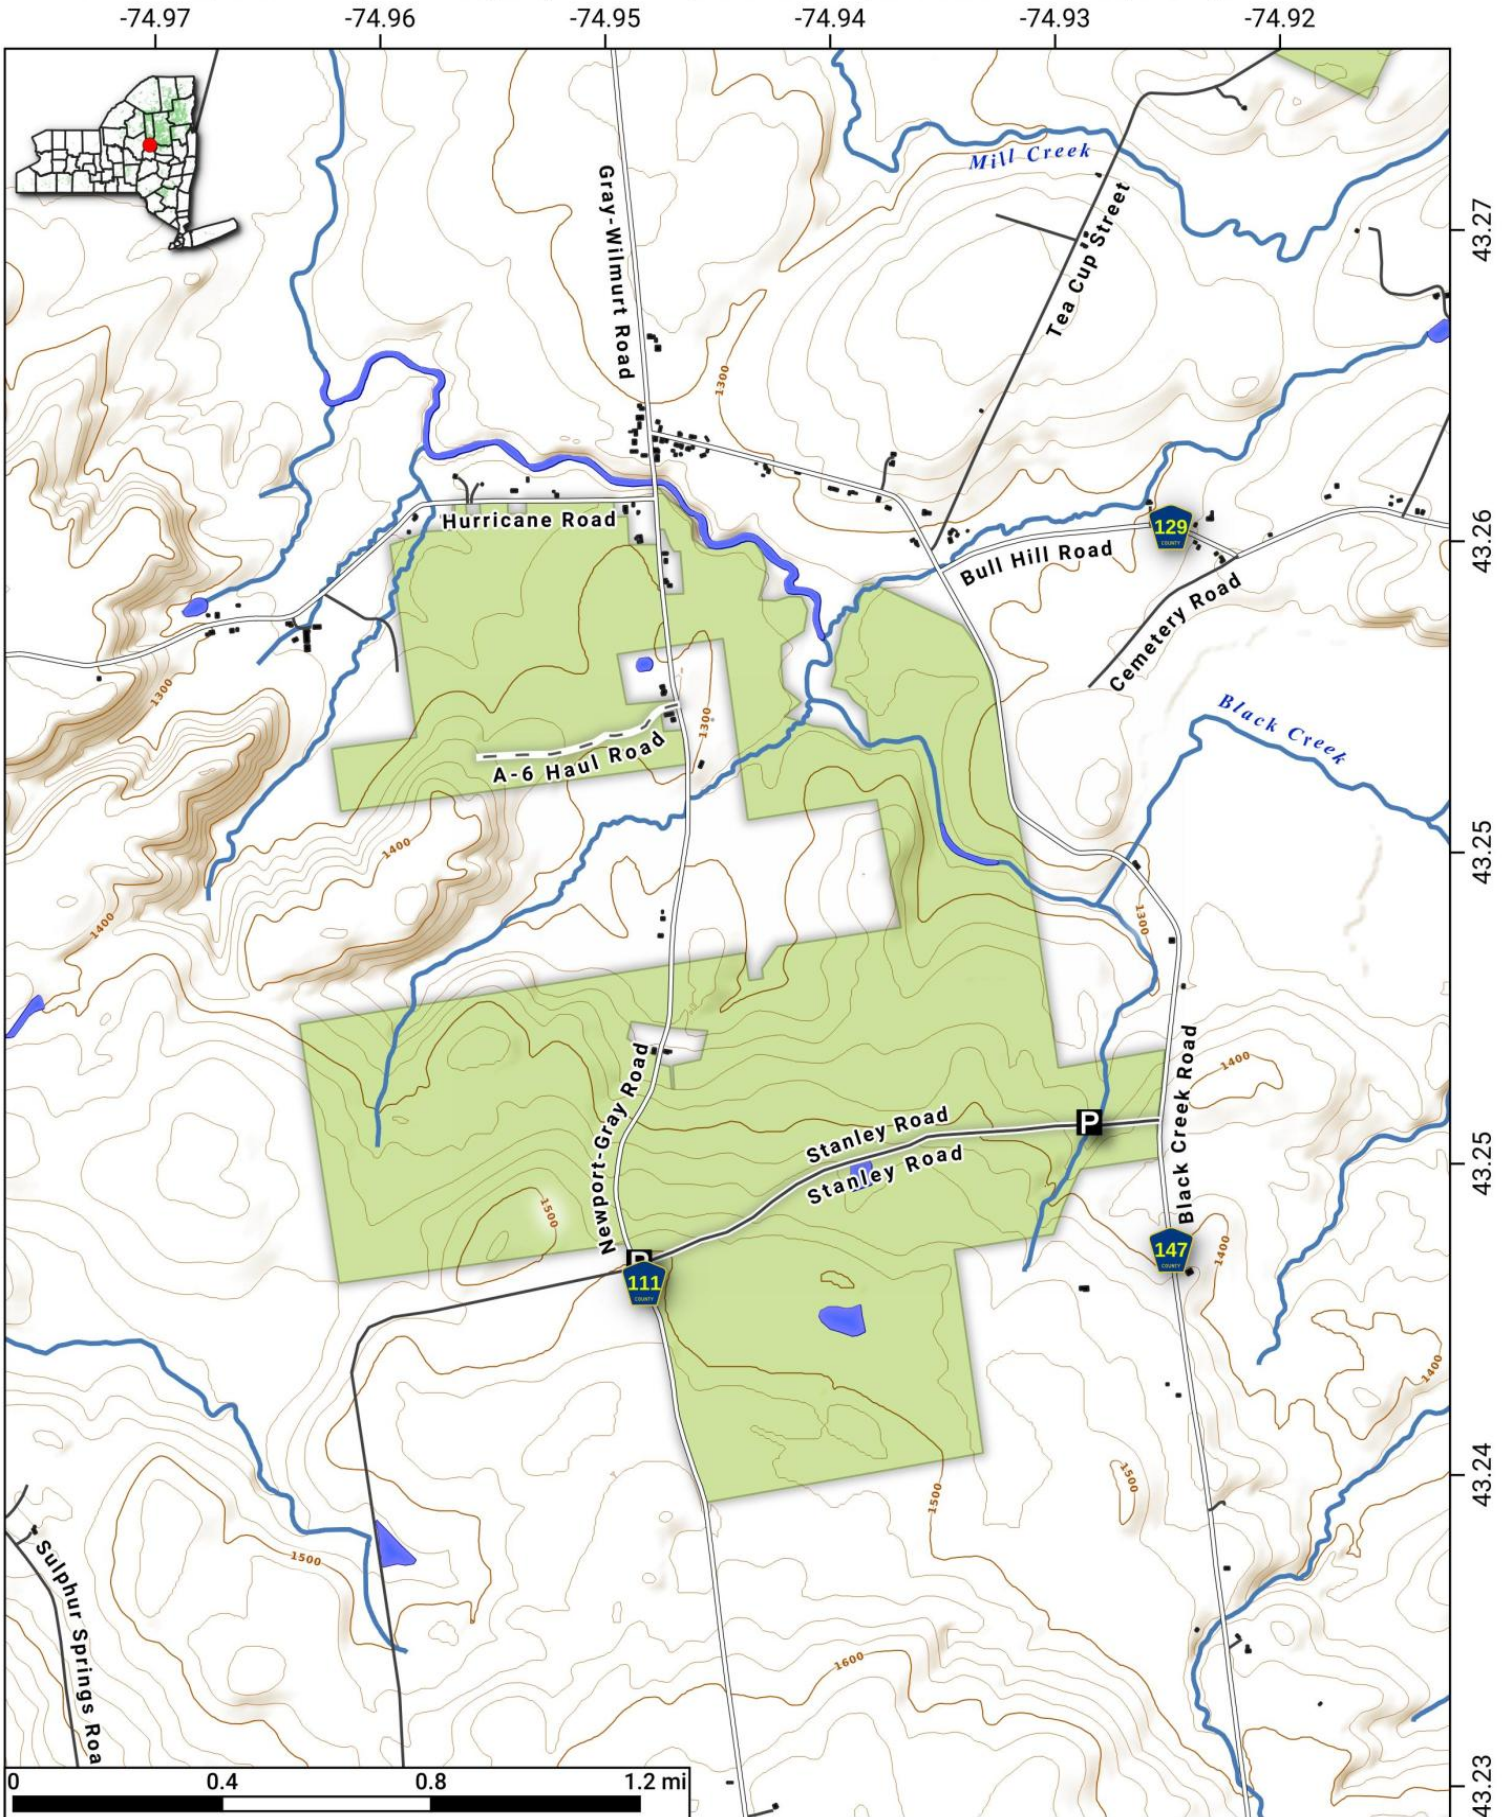 -74.97
-74.96
-74.95
-74.94
-74.93
-74.92
Mill Creek
Gray-Wilmurt Road
Tea Cup Street
43.27
1300
Hurricane Road
129
COUNTY
43.26
Bull Hill Road
Cemetery Road
1300
1300
Black Creek
A-6 Haul Road
1400
43.25
1400
1300
Newport-Gray Road
Black Creek Road
1400
Stanley Road
P
Stanley Road
43.25
1500
147
COUNTY
1400
111
COUNTY
1400
43.24
1500
1500
1500
Sulphur Springs Roa
1600
0
0.4
0.8
1.2 mi
43.23